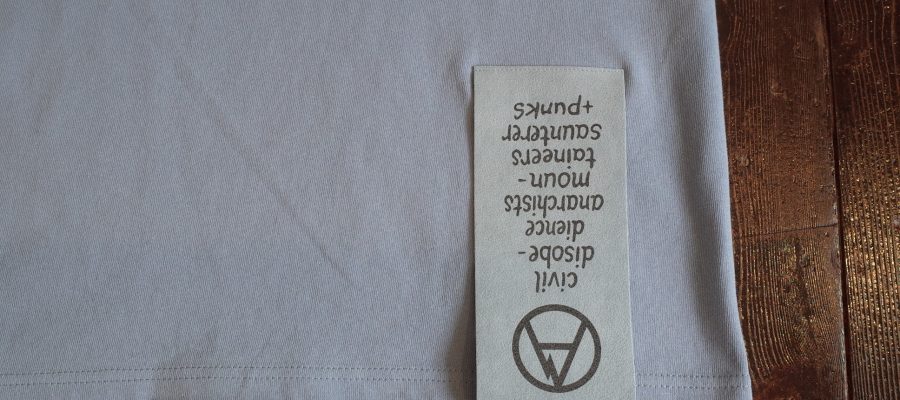 civil
disobe-
dience
anarchists
moun-
taineers
saunterer
+punks